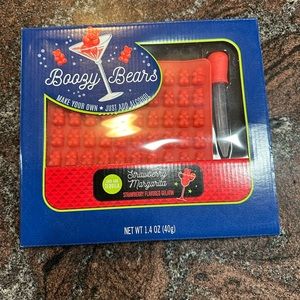 Boozy Bears
MAKE YOUR OWN ★ JUST ADD ALCOHOL
Strawberry
Margarita
STRAWBERRY FLAVORED GELATIN
NET WT 1.4 OZ (40g)